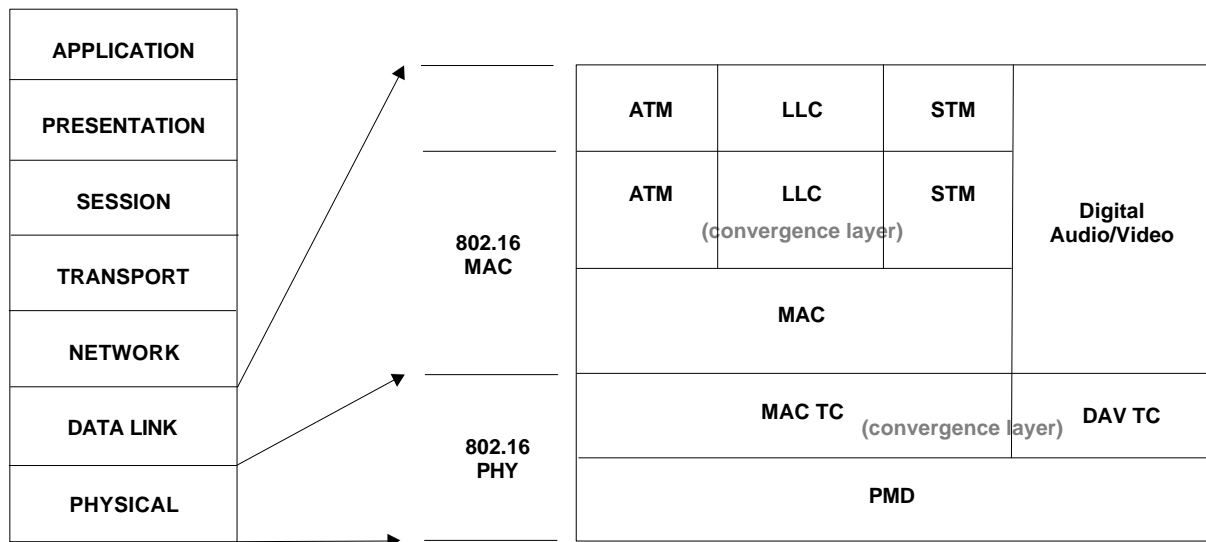 APPLICATION
PRESENTATION
SESSION
TRANSPORT
NETWORK
DATA LINK
PHYSICAL
802.16
MAC
802.16
PHY
ATM LLC STM
ATM LLC STM
(convergence layer)
Digital
Audio/Video
MAC
MAC TC (convergence layer) DAV TC
PMD